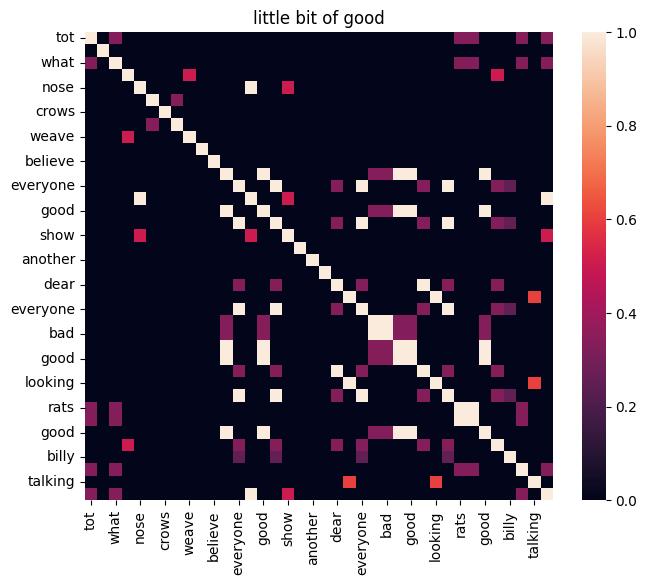 little bit of good
tot
what
nose
crows
weave
believe
everyone
good
show
another
dear
everyone
bad
good
looking
rats
good
billy
talking
1.0
0.8
0.6
0.4
0.2
0.0
tot
what
nose
crows
weave
believe
everyone
good
show
another
dear
everyone
bad
good
looking
rats
good
billy
talking